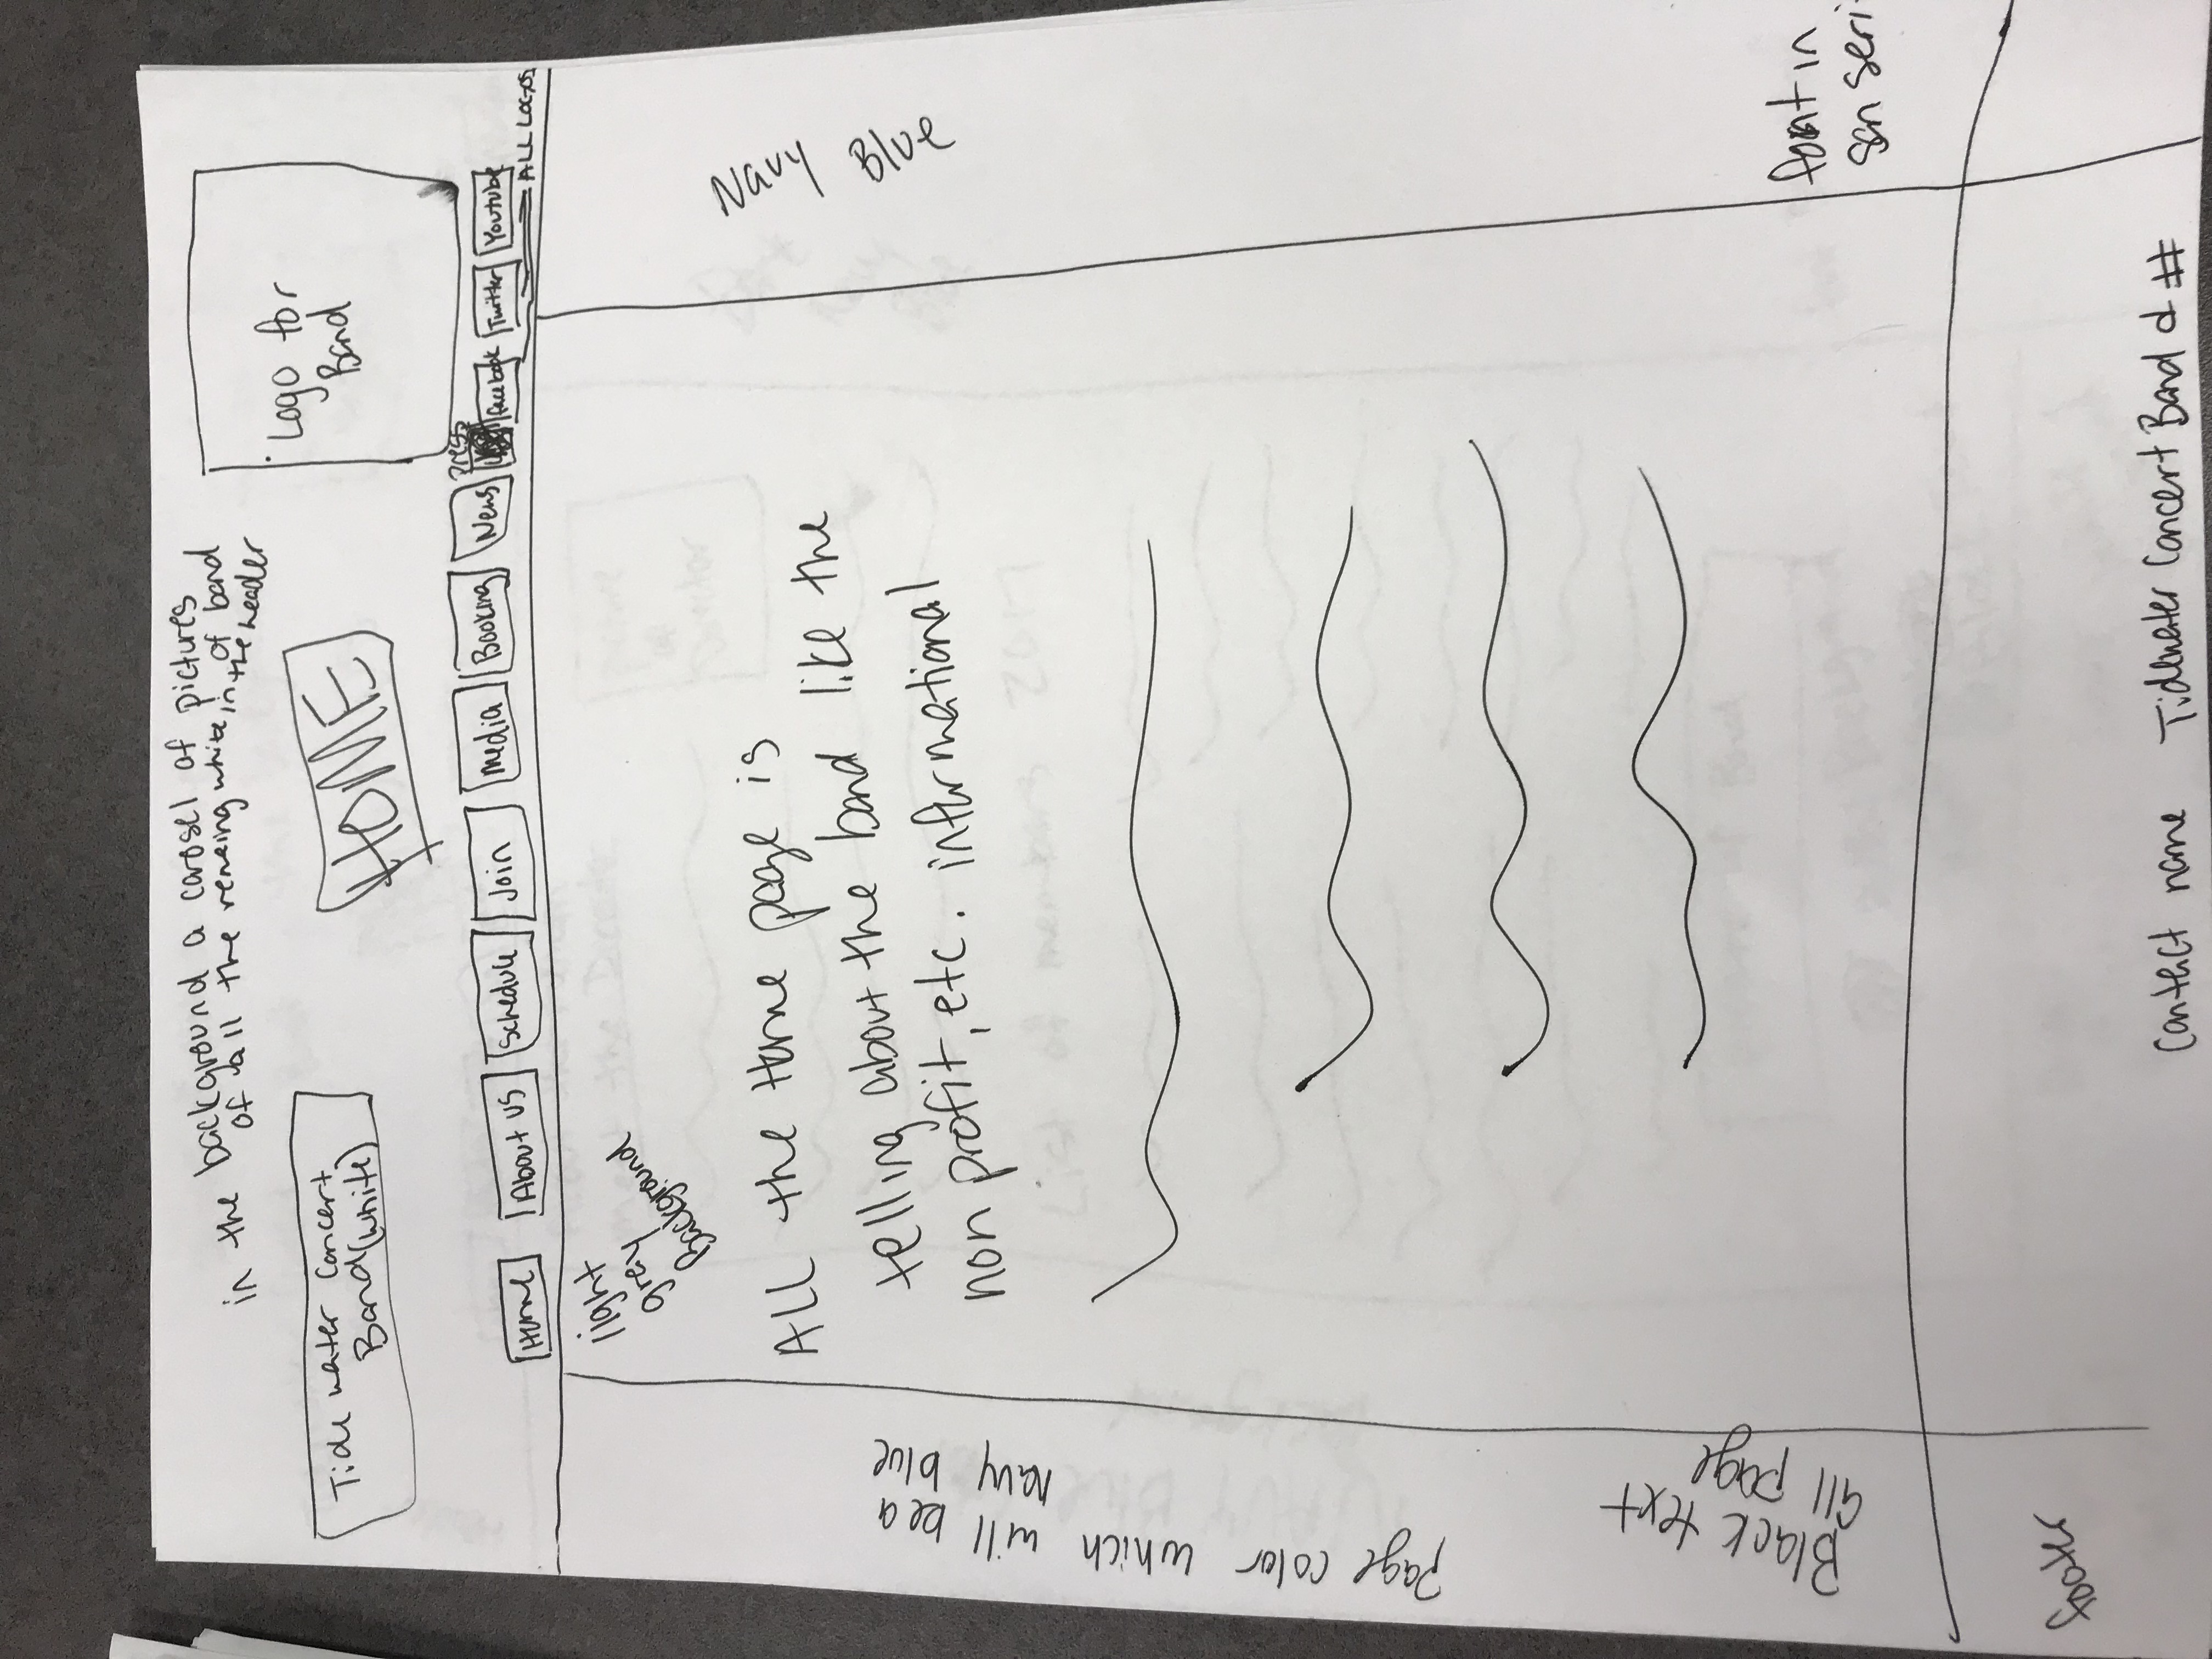 in the background a carosel of pictures
of band
of all the remaing white in the header
Tide water Concert
Band (white)
HOME
Logo for
Band
Home
About us
Schedule
Join
media
Booking
News
Press
facebook
Twitter
Youtube
ALL LOGOS
light
gray
Background
ALL the Home page is
telling about the band like the
non profit, etc. informational
Page color which will be a
navy blue
Navy Blue
Black text
all page
font in
san seri
footer
Contact name Tidewater Concert Band d #